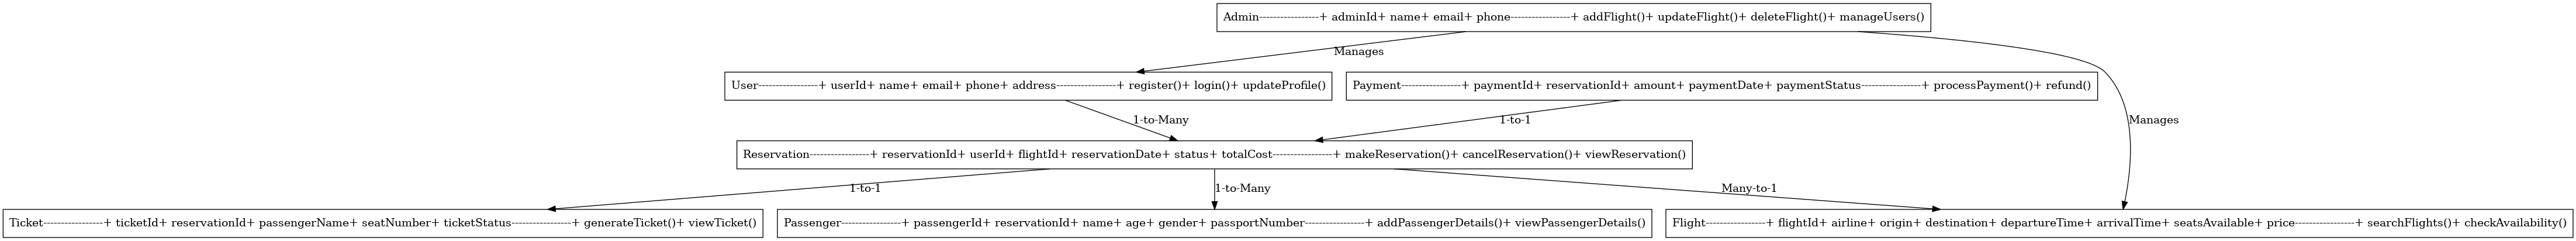 Admin-----------------+ adminId+ name+ email+ phone-----------------+ addFlight()+ updateFlight()+ deleteFlight()+ manageUsers()
Manages
User-----------------+ userId+ name+ email+ phone+ address-----------------+ register()+ login()+ updateProfile()
Payment-----------------+ paymentId+ reservationId+ amount+ paymentDate+ paymentStatus-----------------+ processPayment()+ refund()
1-to-Many
1-to-1
Manages
Reservation-----------------+ reservationId+ userId+ flightId+ reservationDate+ status+ totalCost-----------------+ makeReservation()+ cancelReservation()+ viewReservation()
1-to-1
1-to-Many
Many-to-1
Ticket-----------------+ ticketId+ reservationId+ passengerName+ seatNumber+ ticketStatus-----------------+ generateTicket()+ viewTicket()
Passenger-----------------+ passengerId+ reservationId+ name+ age+ gender+ passportNumber-----------------+ addPassengerDetails()+ viewPassengerDetails()
Flight-----------------+ flightId+ airline+ origin+ destination+ departureTime+ arrivalTime+ seatsAvailable+ price-----------------+ searchFlights()+ checkAvailability()